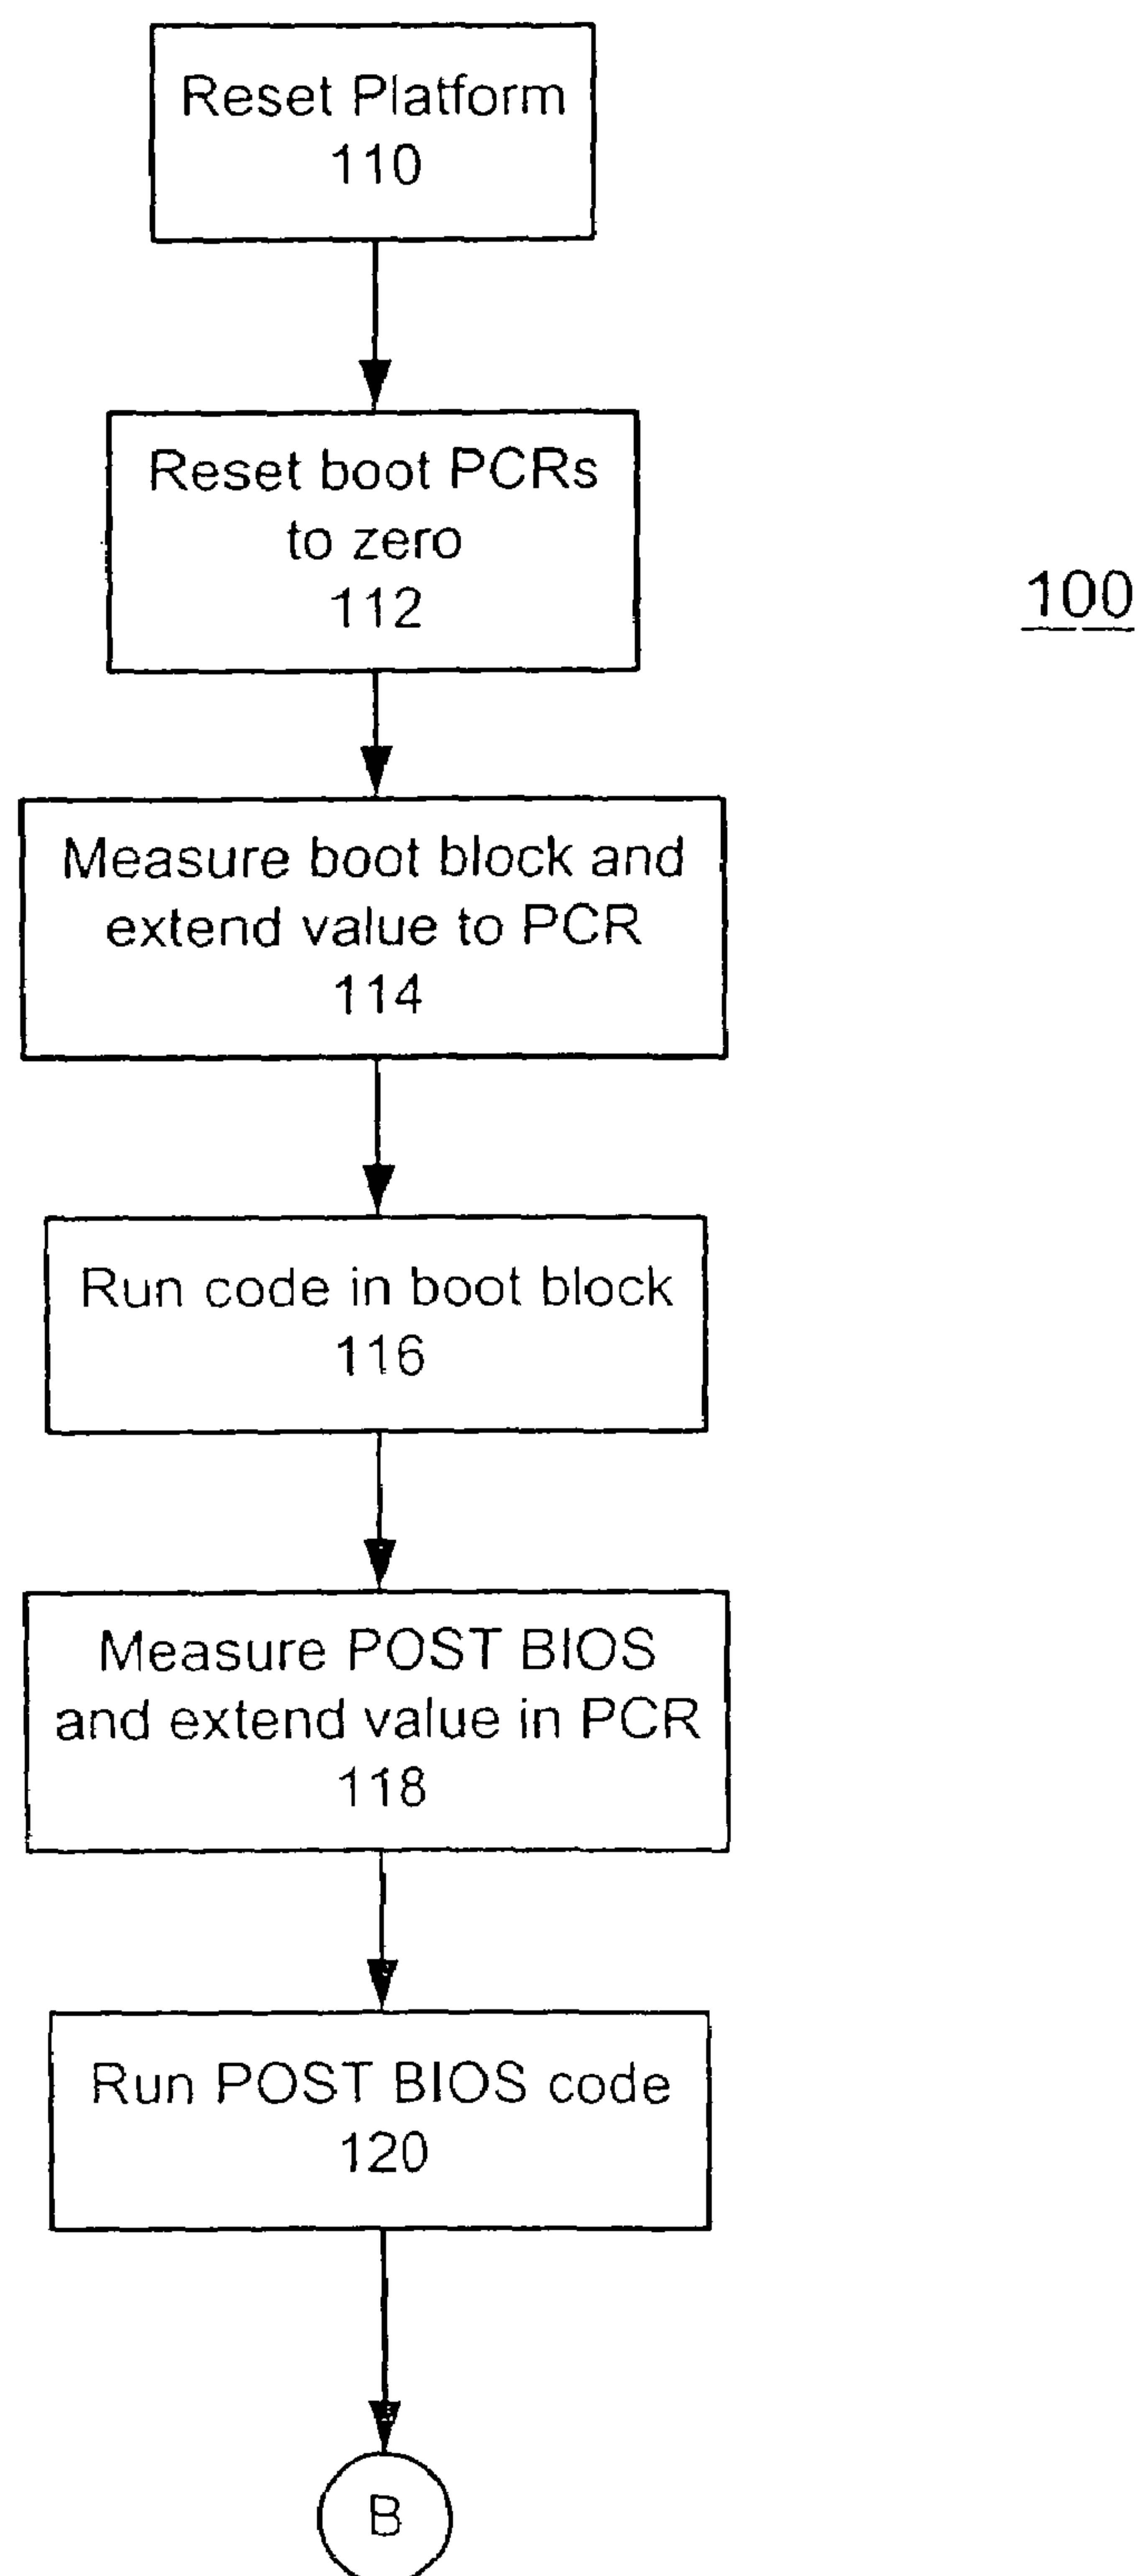 Reset Platform
110
Reset boot PCRs
to zero
112
100
Measure boot block and
extend value to PCR
114
Run code in boot block
116
Measure POST BIOS
and extend value in PCR
118
Run POST BIOS code
120
B